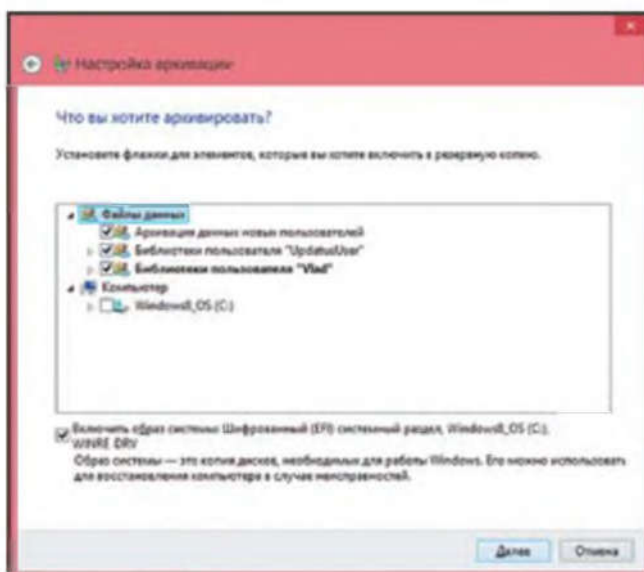 Настройка архивации
Что вы хотите архивировать?
Установите флажки для элементов, которые вы хотите включить в резервную копию.
Файлы данных
Архивация данных новых пользователей
Библиотеки пользователя "UpdatusUser"
Библиотеки пользователя "Vlad"
Компьютер
Windows8_OS (C:)
Включить образ системы: Шифрованный (EFI) системный раздел, Windows8_OS (C:),
WINRE_DRV
Образ системы — это копия дисков, необходимых для работы Windows. Его можно использовать
для восстановления компьютера в случае неисправностей.
Далее
Отмена